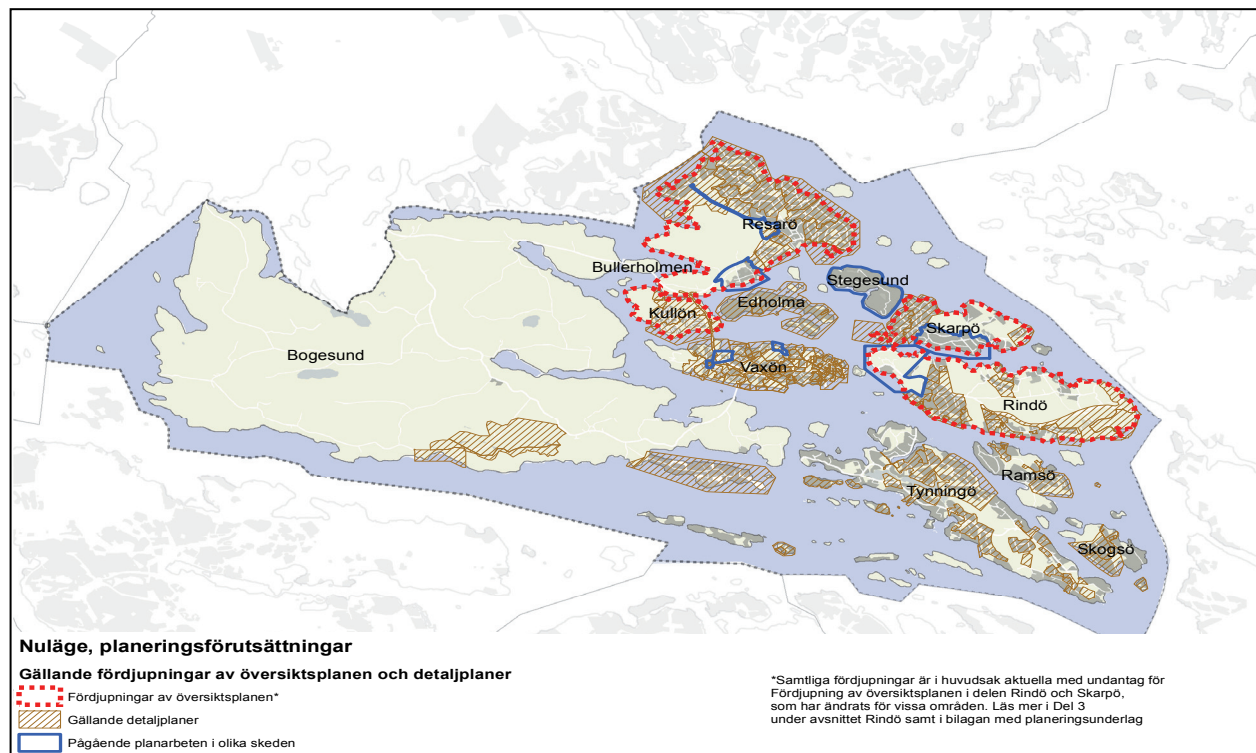 Resarö
Bullerholmen
Stegesund
Edholma
Kullön
Skarpö
Bogesund
Vaxön
Rindö
Ramsö
Tynningö
Skogsö
Nuläge, planeringsförutsättningar
Gällande fördjupningar av översiktsplanen och detaljplaner
Fördjupningar av översiktsplanen*
Gällande detaljplaner
Pågående planarbeten i olika skeden
*Samtliga fördjupningar är i huvudsak aktuella med undantag för
Fördjupning av översiktsplanen i delen Rindö och Skarpö,
som har ändrats för vissa områden. Läs mer i Del 3
under avsnittet Rindö samt i bilagan med planeringsunderlag